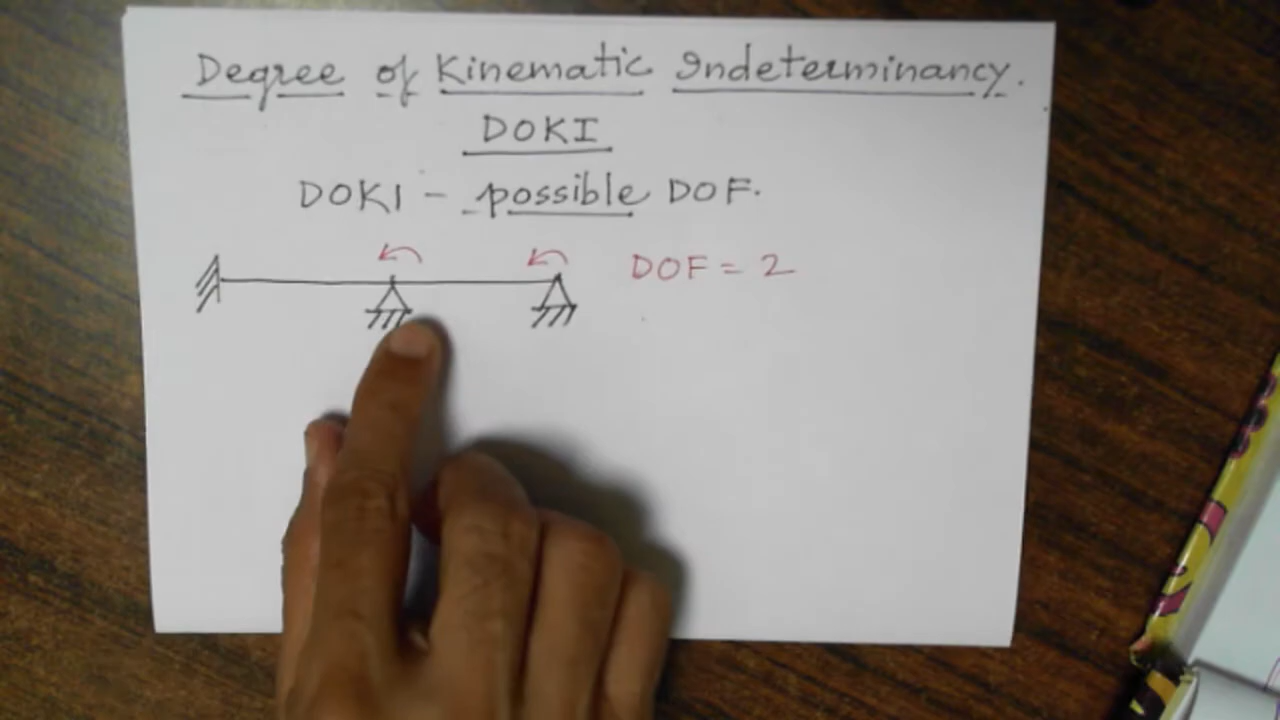 Degree of Kinematic Indeterminancy.
DOKI
DOKI - possible DOF.
DOF = 2